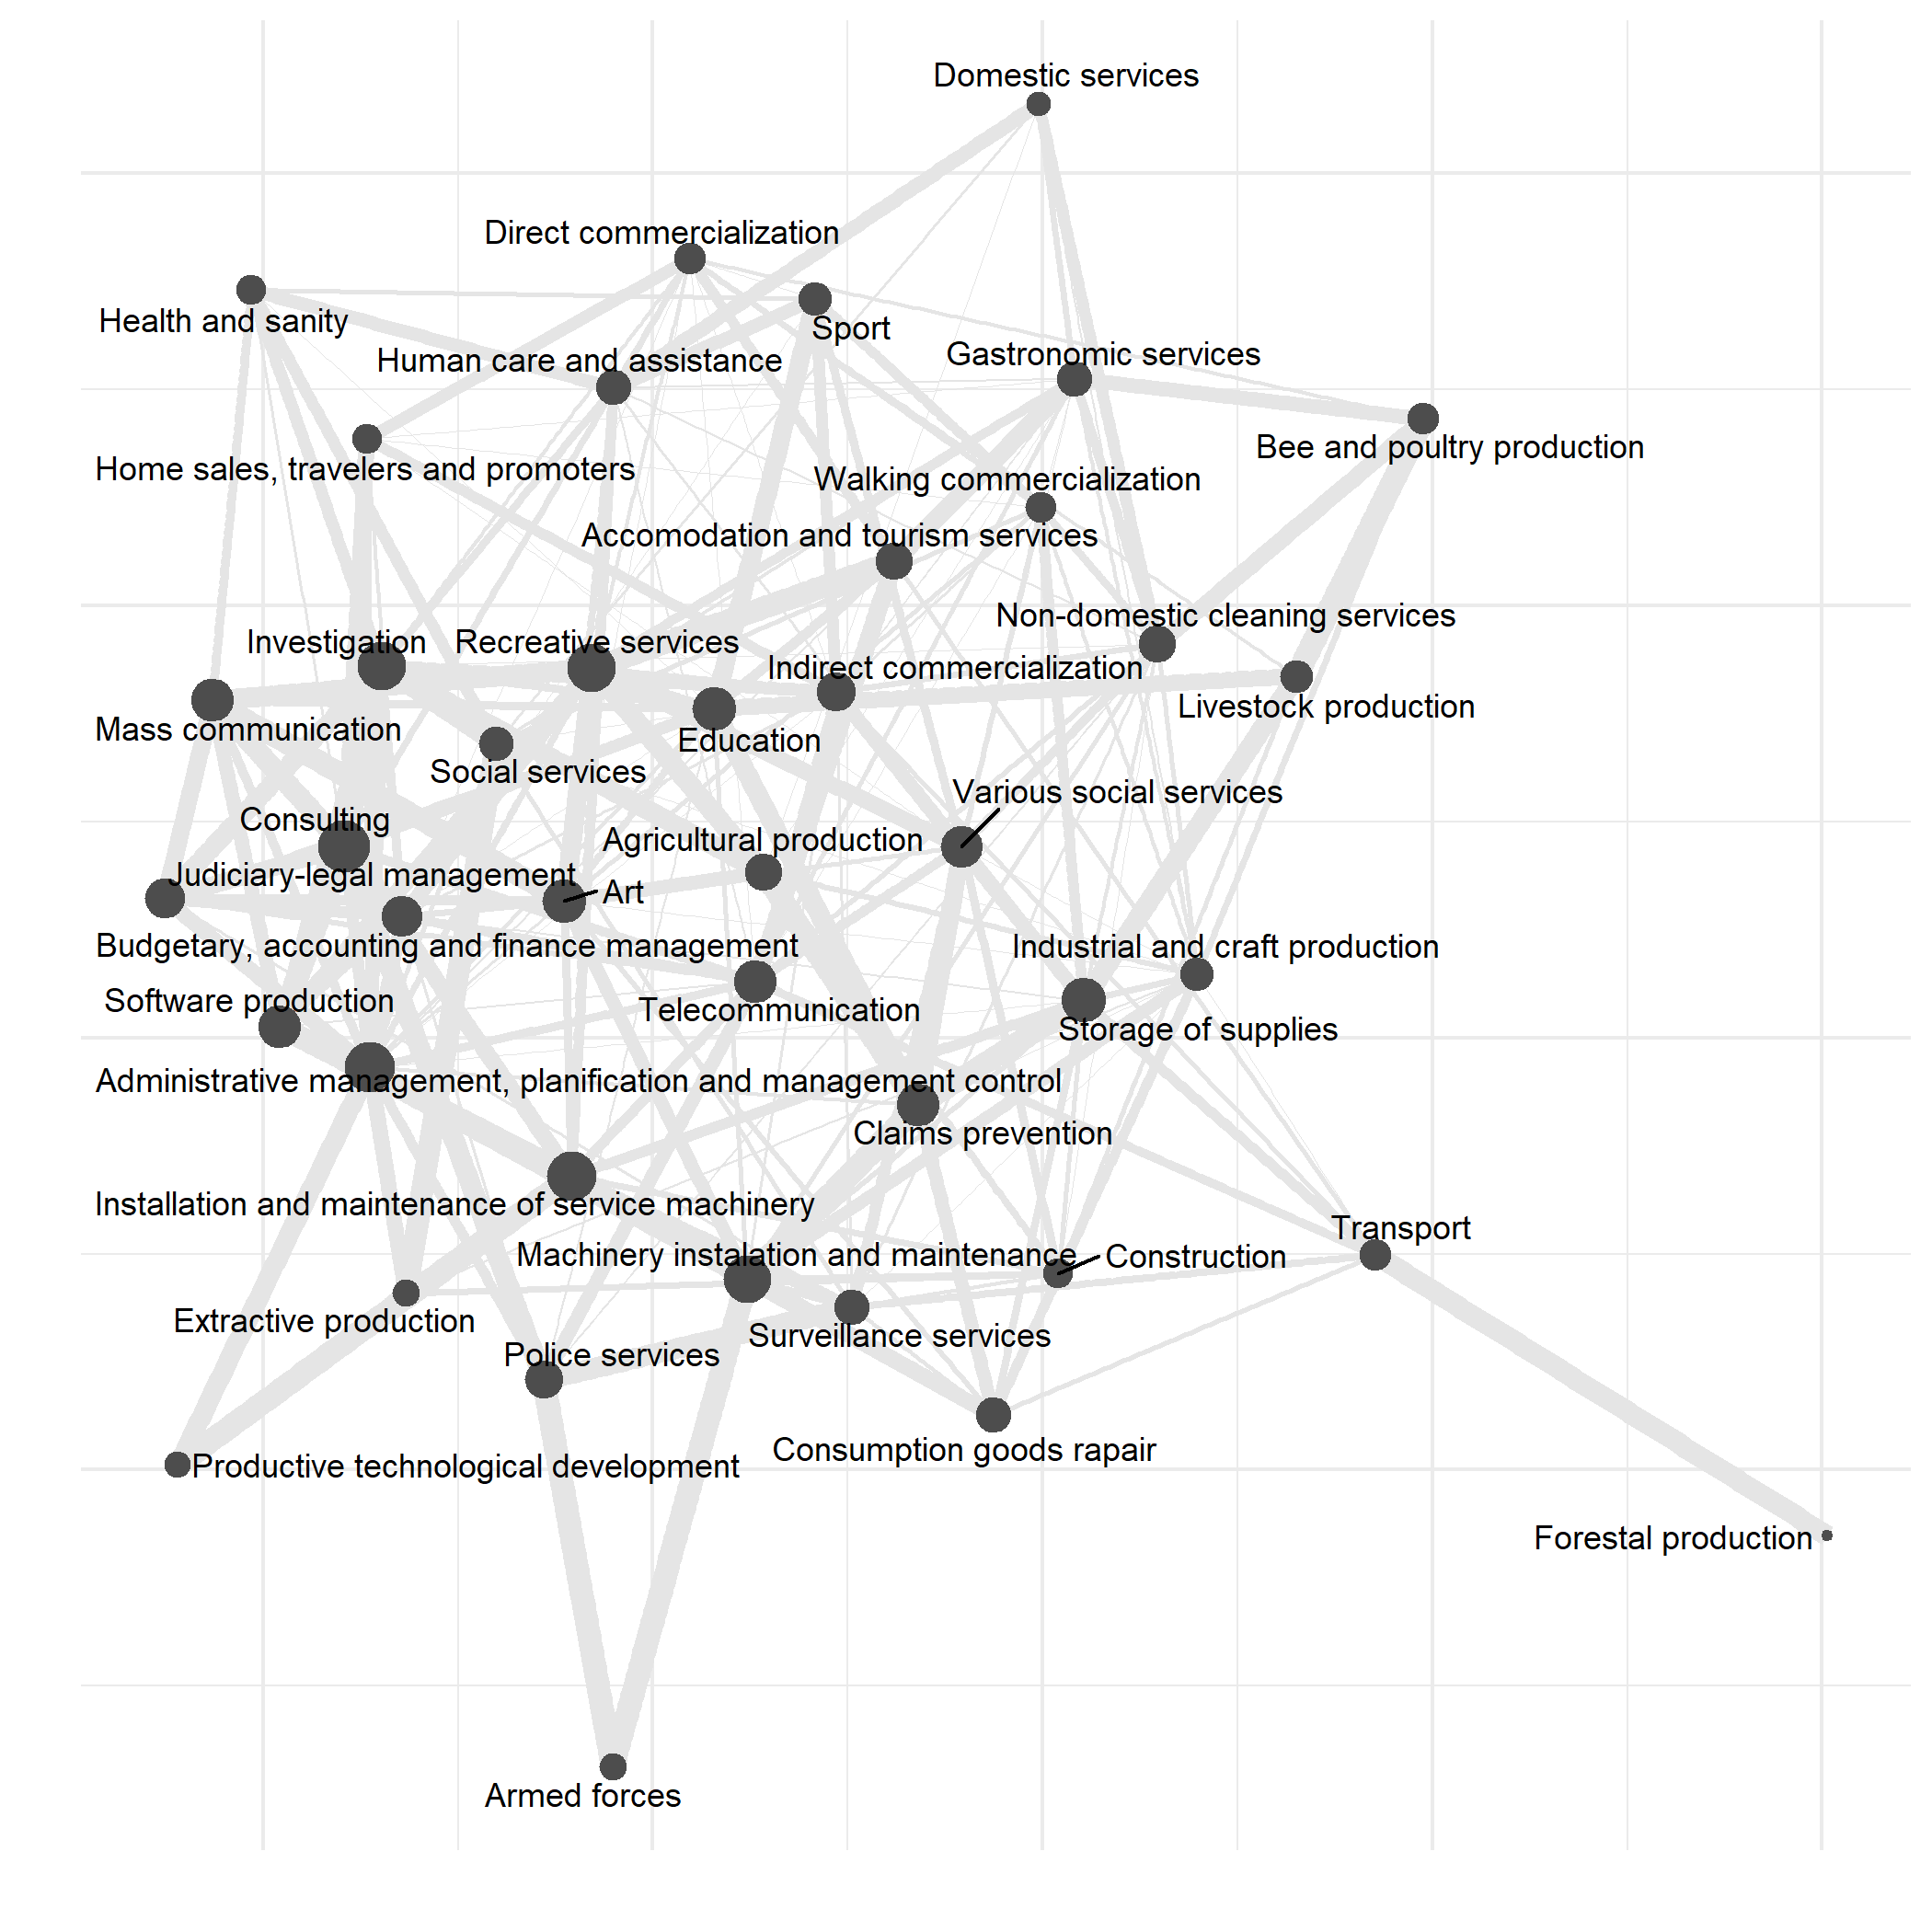 Domestic services
Direct commercialization
Health and sanity
Sport
Human care and assistance
Gastronomic services
Bee and poultry production
Home sales, travelers and promoters
Walking commercialization
Accomodation and tourism services
Non-domestic cleaning services
Investigation
Recreative services
Indirect commercialization
Livestock production
Mass communication
Education
Social services
Various social services
Consulting
Agricultural production
Judiciary-legal management
Art
Budgetary, accounting and finance management
Industrial and craft production
Software production
Telecommunication
Storage of supplies
Administrative management, planification and management control
Claims prevention
Installation and maintenance of service machinery
Transport
Machinery instalation and maintenance
Construction
Extractive production
Surveillance services
Police services
Consumption goods rapair
Productive technological development
Forestal production
Armed forces